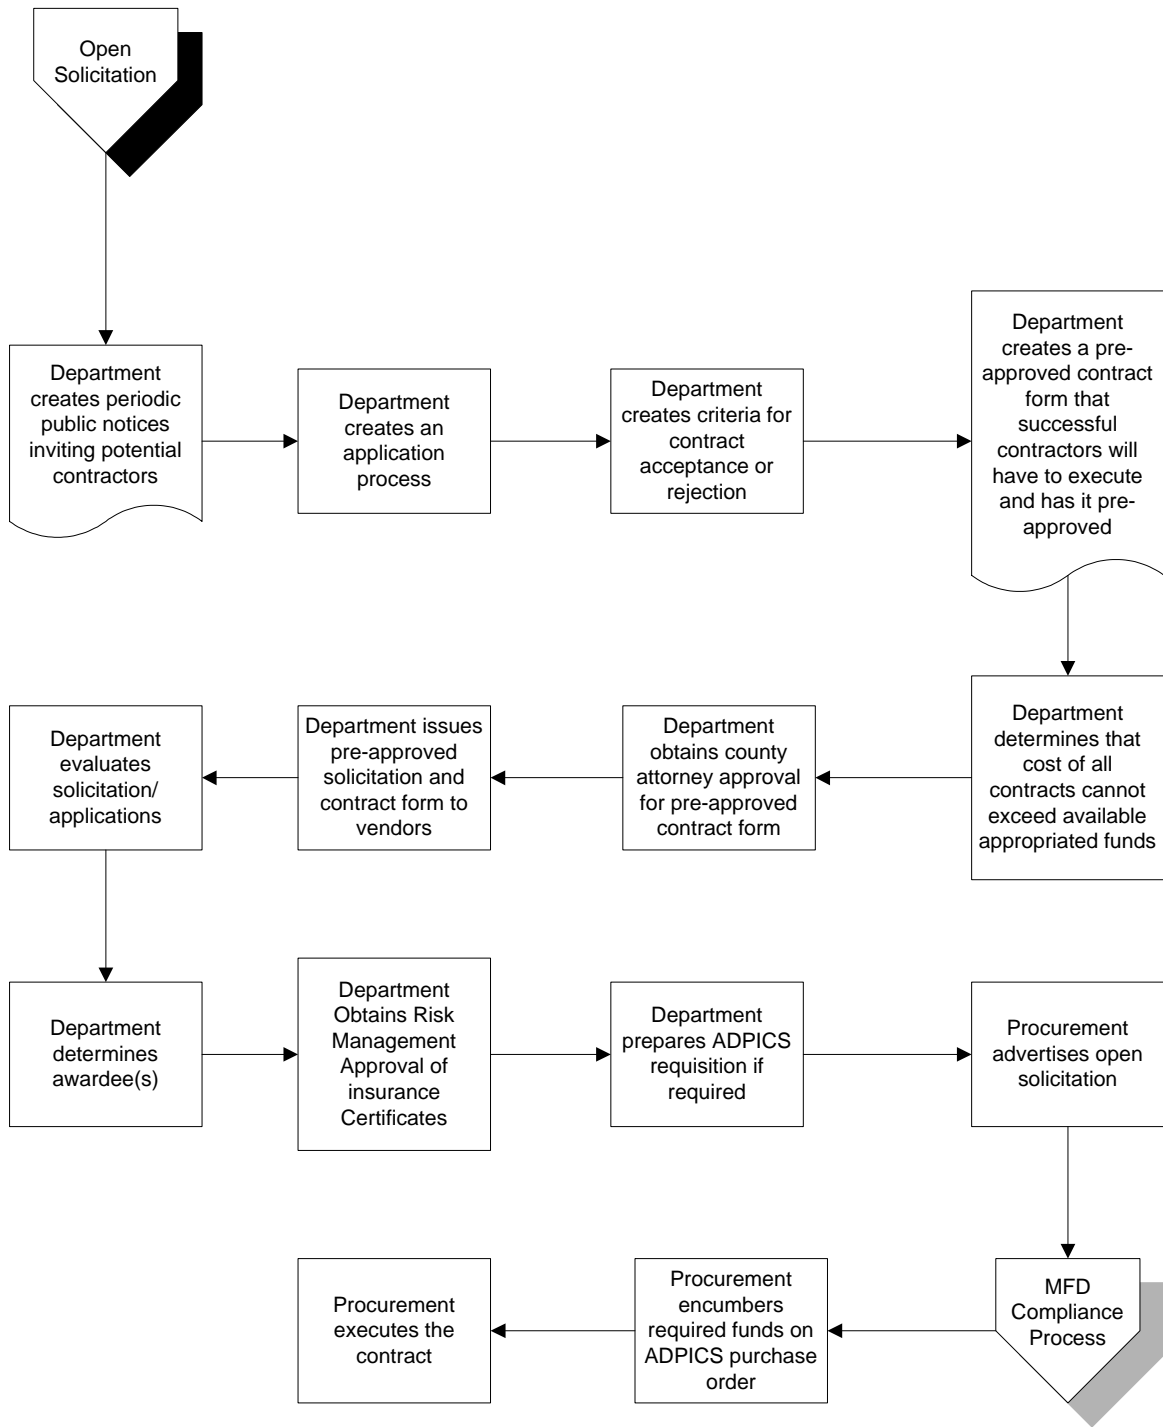 Open
Solicitation
Department
creates periodic
public notices
inviting potential
contractors
Department
creates an
application
process
Department
creates criteria for
contract
acceptance or
rejection
Department
creates a pre-
approved contract
form that
successful
contractors will
have to execute
and has it pre-
approved
Department
determines that
cost of all
contracts cannot
exceed available
appropriated funds
Department
obtains county
attorney approval
for pre-approved
contract form
Department issues
pre-approved
solicitation and
contract form to
vendors
Department
evaluates
solicitation/
applications
Department
determines
awardee(s)
Department
Obtains Risk
Management
Approval of
insurance
Certificates
Department
prepares ADPICS
requisition if
required
Procurement
advertises open
solicitation
MFD
Compliance
Process
Procurement
encumbers
required funds on
ADPICS purchase
order
Procurement
executes the
contract